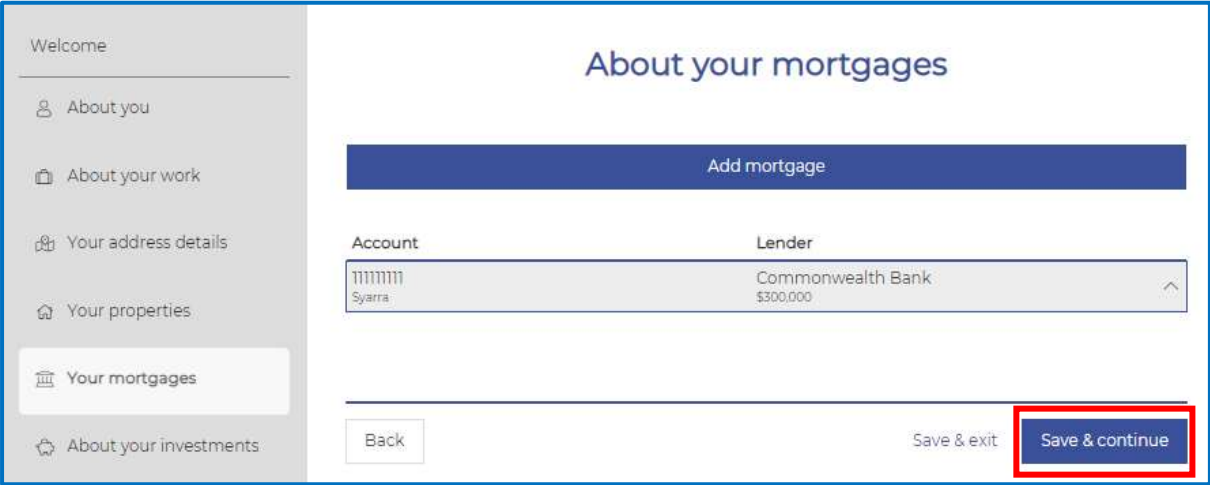 Welcome
About you
About your work
Your address details
Your properties
Your mortgages
About your investments
About your mortgages
Add mortgage
Account Lender
111111111 Commonwealth Bank
Syarra $300,000
Back Save & exit Save & continue